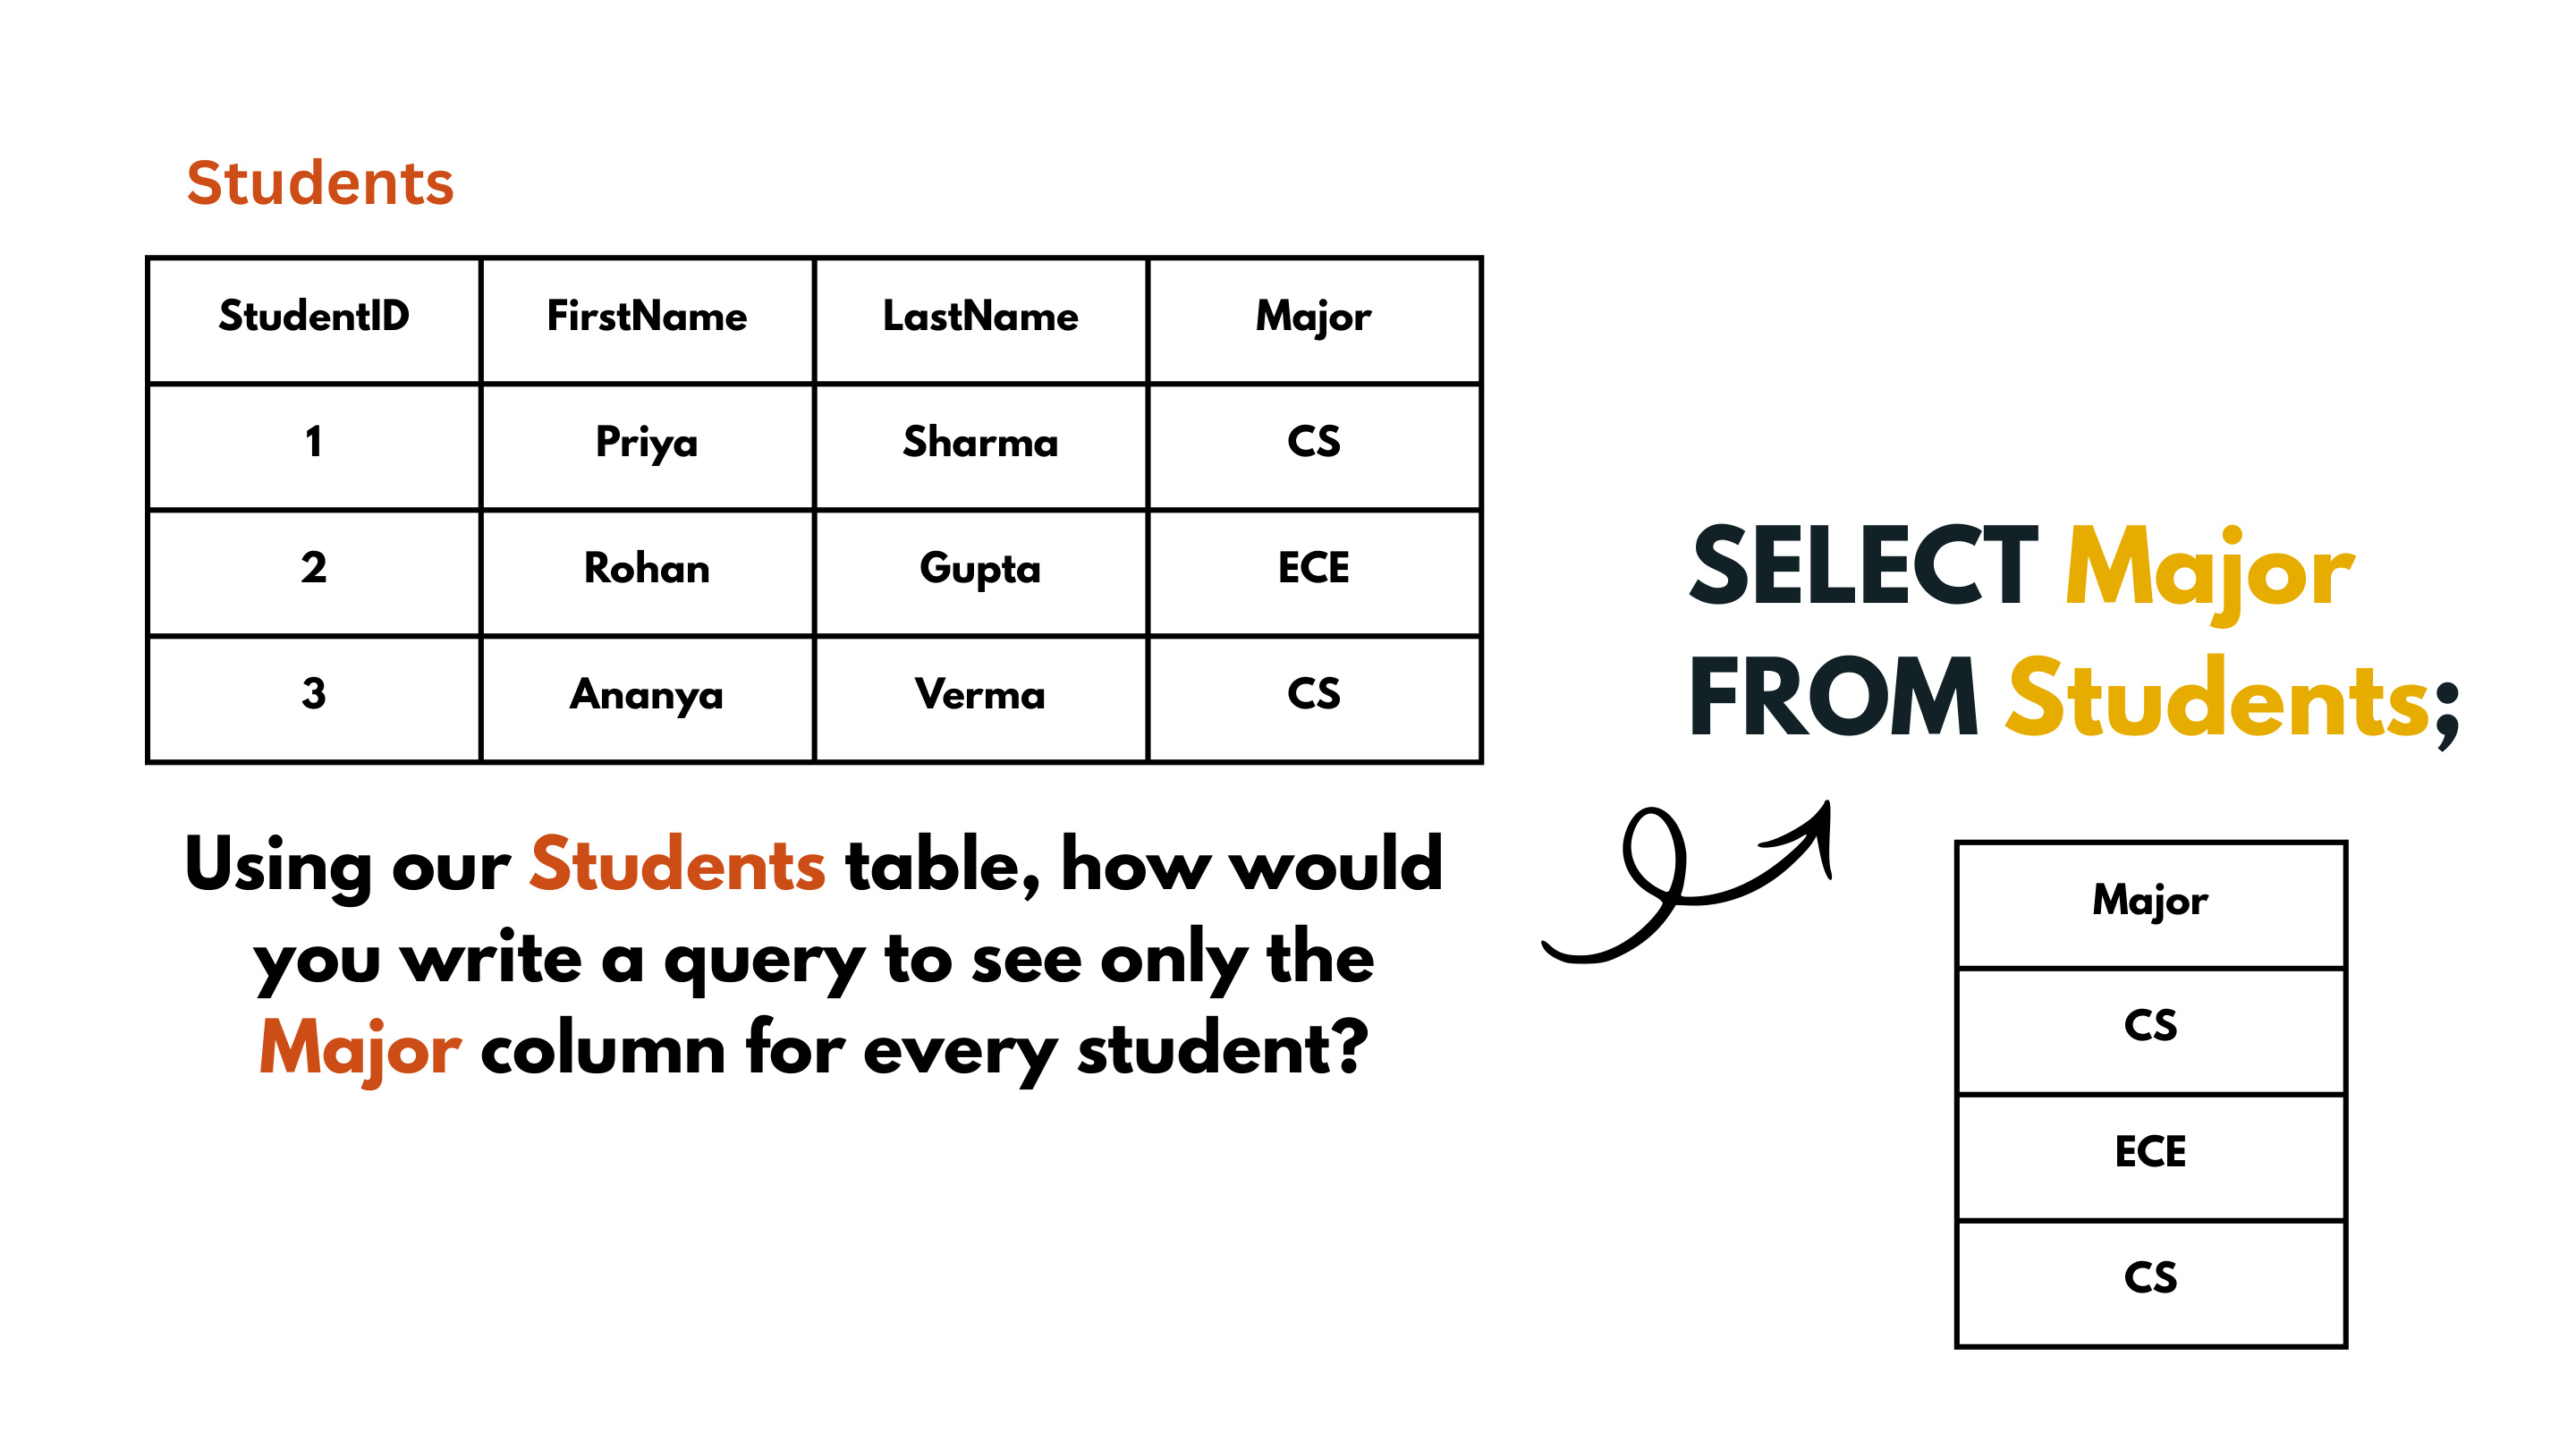 Students
StudentID FirstName LastName Major
1 Priya Sharma CS
2 Rohan Gupta ECE
3 Ananya Verma CS
Using our Students table, how would
you write a query to see only the
Major column for every student?
SELECT Major
FROM Students;
Major
CS
ECE
CS